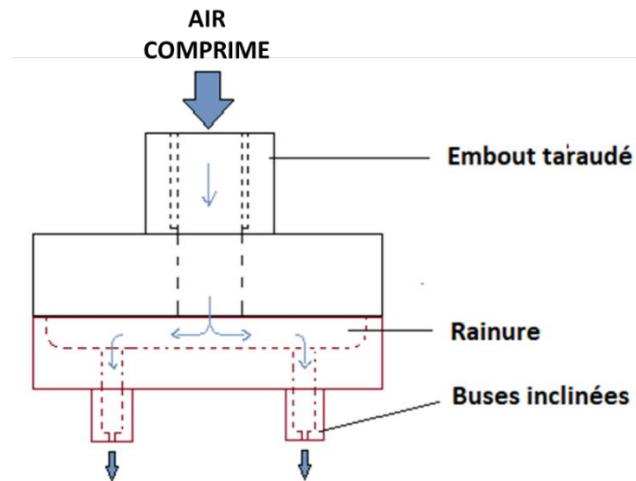 AIR
COMPRIME
Embout taraudé
Rainure
Buses inclinées